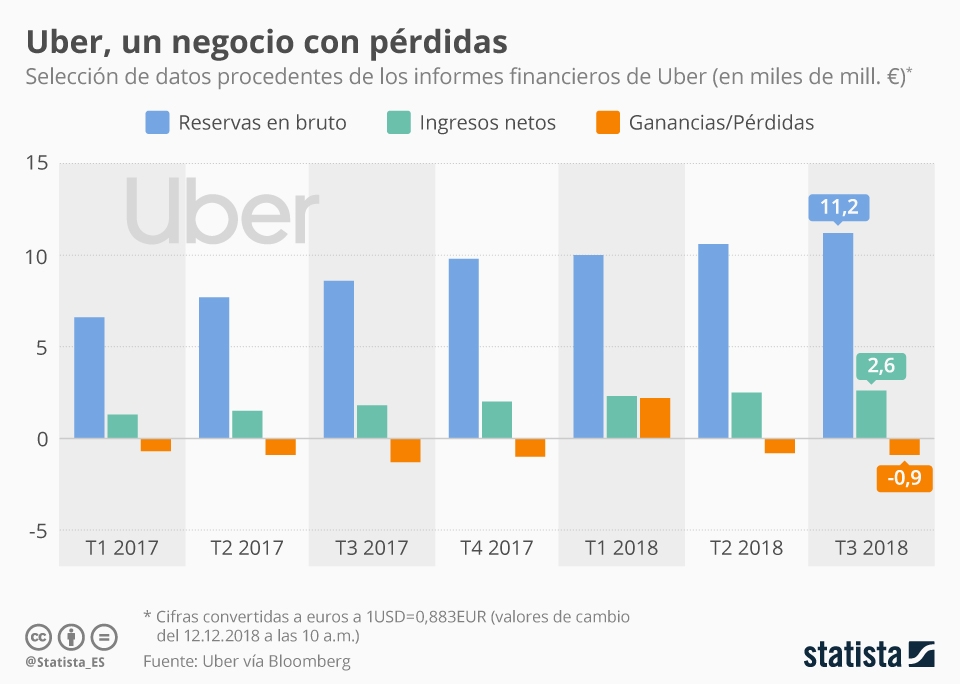 Uber, un negocio con pérdidas
Selección de datos procedentes de los informes financieros de Uber (en miles de mill. €)*
Reservas en bruto
Ingresos netos
Ganancias/Pérdidas
Uber
15
10
5
0
-5
11,2
2,6
-0,9
T1 2017
T2 2017
T3 2017
T4 2017
T1 2018
T2 2018
T3 2018
* Cifras convertidas a euros a 1USD=0,883EUR (valores de cambio
del 12.12.2018 a las 10 a.m.)
Fuente: Uber vía Bloomberg
cc
@Statista_ES
statista